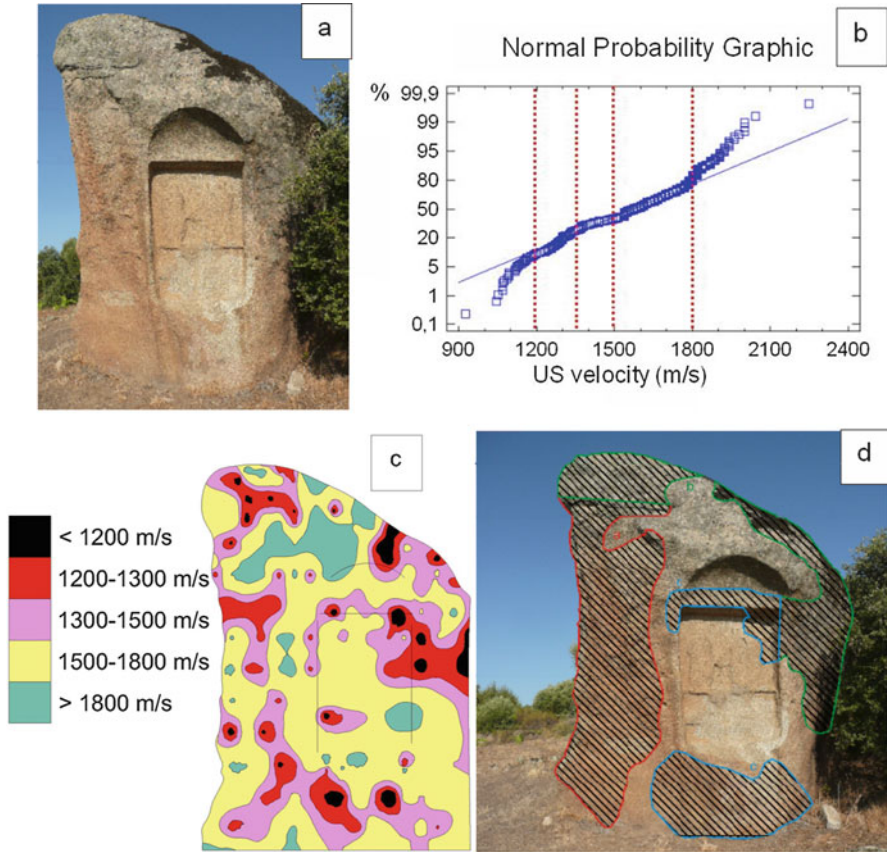 a
b
Normal Probability Graphic
%
99,9
99
95
80
50
20
5
1
0,1
900 1200 1500 1800 2100 2400
US velocity (m/s)
c
< 1200 m/s
1200-1300 m/s
1300-1500 m/s
1500-1800 m/s
> 1800 m/s
d